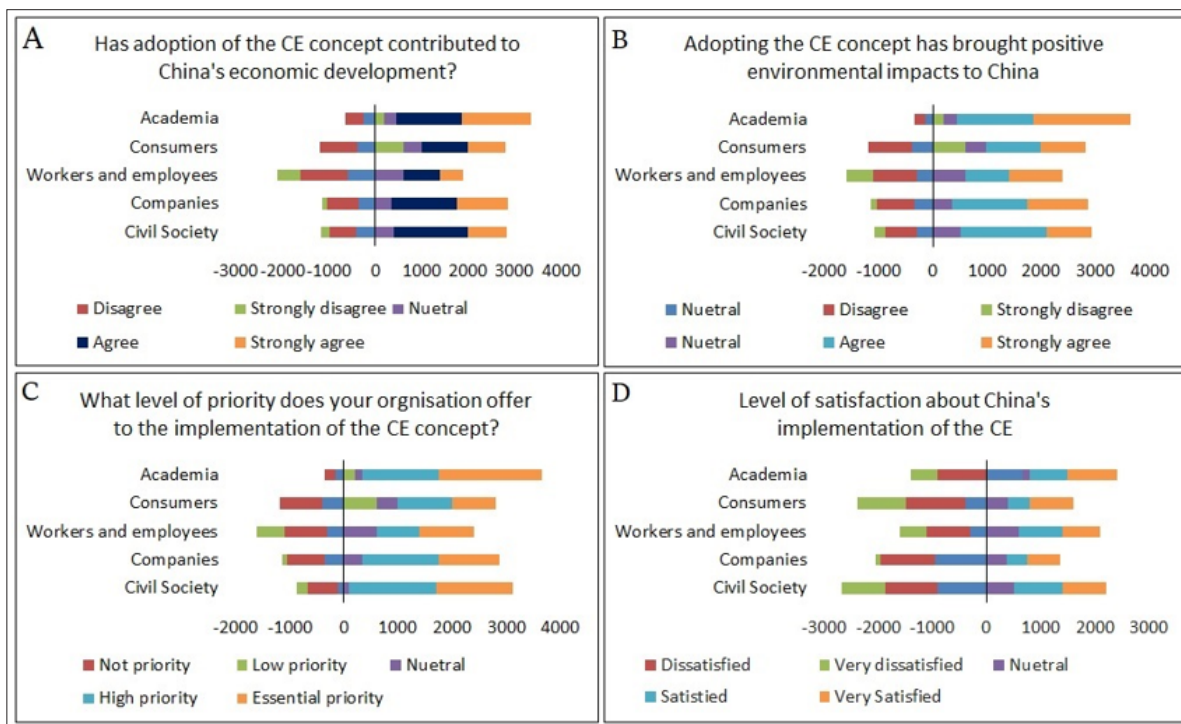 A
Has adoption of the CE concept contributed to
China's economic development?
Academia
Consumers
Workers and employees
Companies
Civil Society
-3000 -2000 -1000 0 1000 2000 3000 4000
Disagree Strongly disagree Nuetral
Agree Strongly agree
B
Adopting the CE concept has brought positive
environmental impacts to China
Academia
Consumers
Workers and employees
Companies
Civil Society
-2000 -1000 0 1000 2000 3000 4000
Nuetral Disagree Strongly disagree
Nuetral Agree Strongly agree
C
What level of priority does your orgnisation offer
to the implementation of the CE concept?
Academia
Consumers
Workers and employees
Companies
Civil Society
-2000 -1000 0 1000 2000 3000 4000
Not priority Low priority Nuetral
High priority Essential priority
D
Level of satisfaction about China's
implementation of the CE
Academia
Consumers
Workers and employees
Companies
Civil Society
-3000 -2000 -1000 0 1000 2000 3000
Dissatisfied Very dissatisfied Nuetral
Satistied Very Satisfied